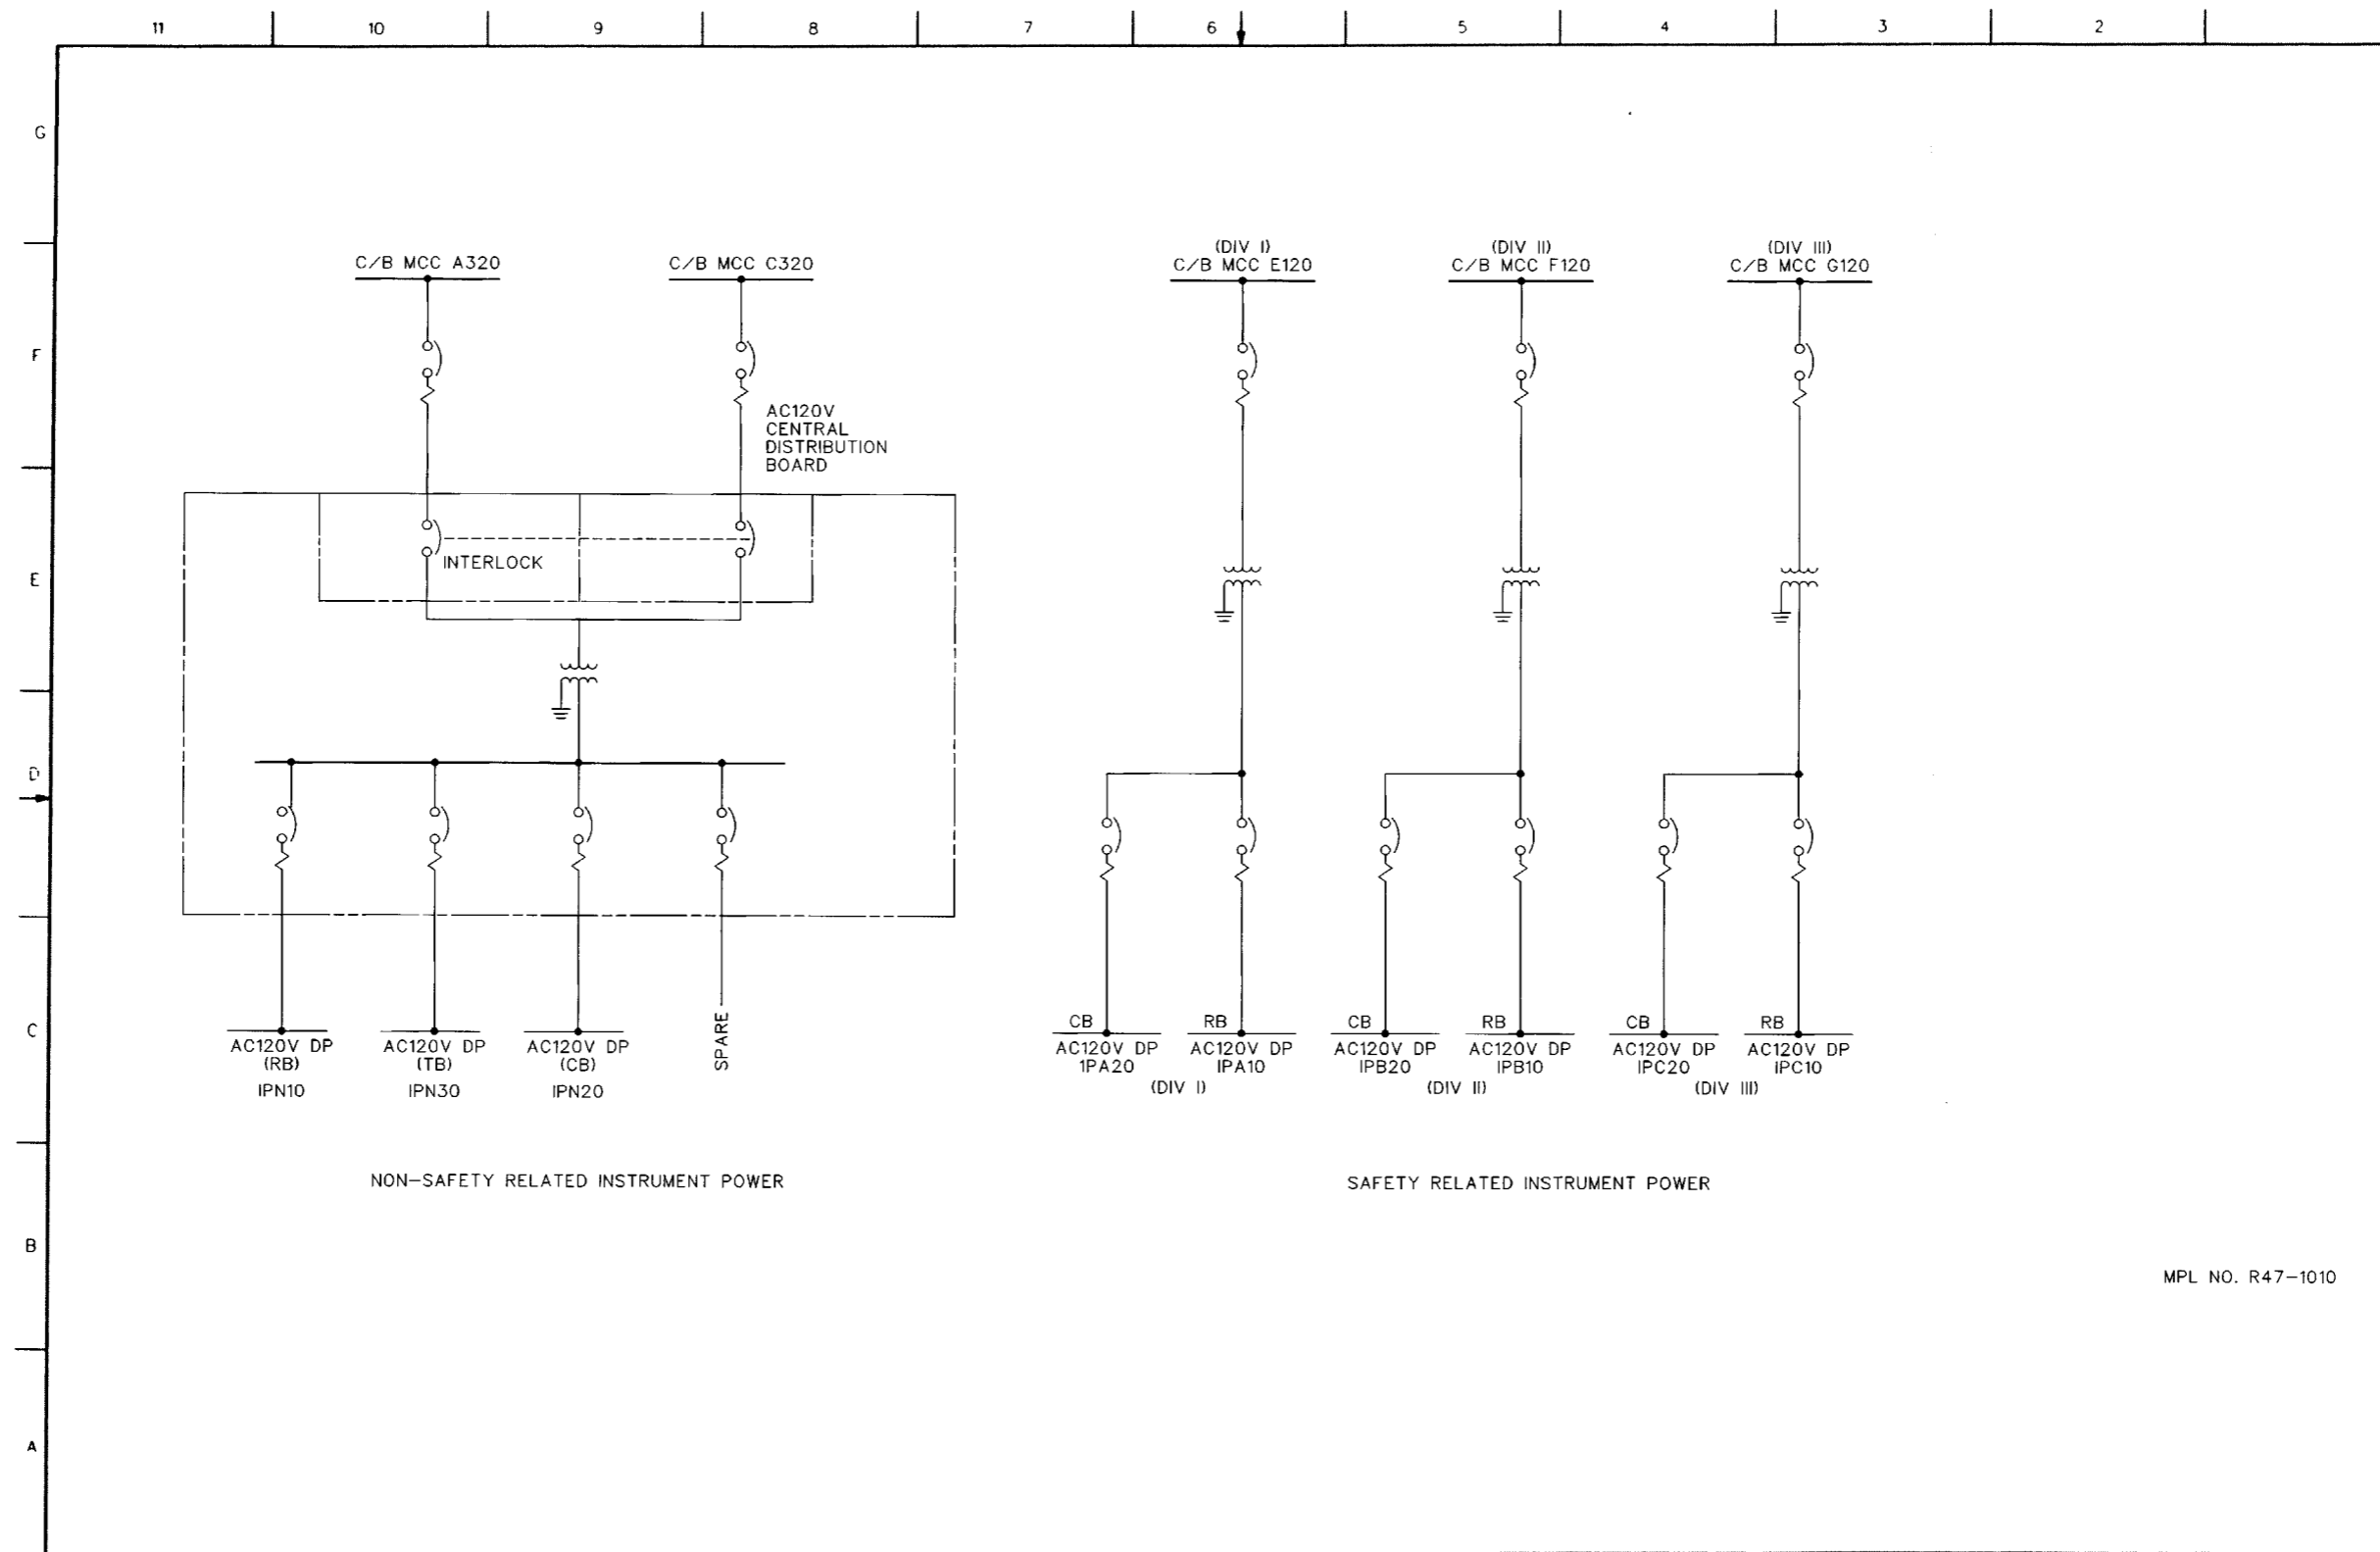 11 10 9 8 7 6 5 4 3 2
G
F
E
D
C
B
A
C/B MCC A320
C/B MCC C320
AC120V
CENTRAL
DISTRIBUTION
BOARD
INTERLOCK
AC120V DP
(RB)
IPN10
AC120V DP
(TB)
IPN30
AC120V DP
(CB)
IPN20
SPARE
NON-SAFETY RELATED INSTRUMENT POWER
(DIV I)
C/B MCC E120
(DIV II)
C/B MCC F120
(DIV III)
C/B MCC G120
CB
AC120V DP
1PA20
RB
AC120V DP
IPA10
(DIV I)
CB
AC120V DP
IPB20
RB
AC120V DP
IPB10
(DIV II)
CB
AC120V DP
IPC20
RB
AC120V DP
IPC10
(DIV III)
SAFETY RELATED INSTRUMENT POWER
MPL NO. R47-1010